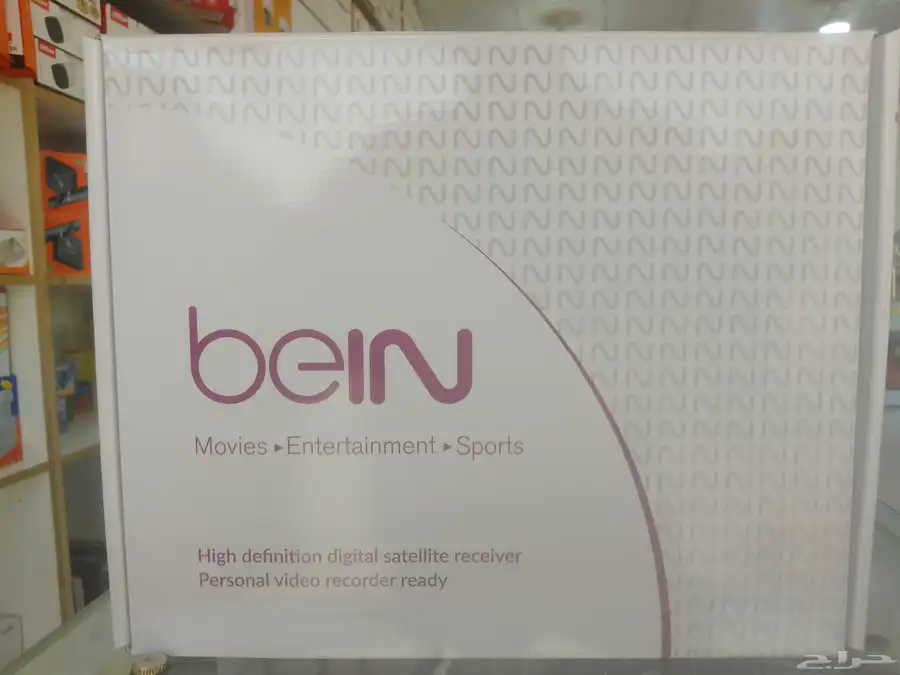 beIN
Movies ▸ Entertainment ▸ Sports
High definition digital satellite receiver
Personal video recorder ready
حراج